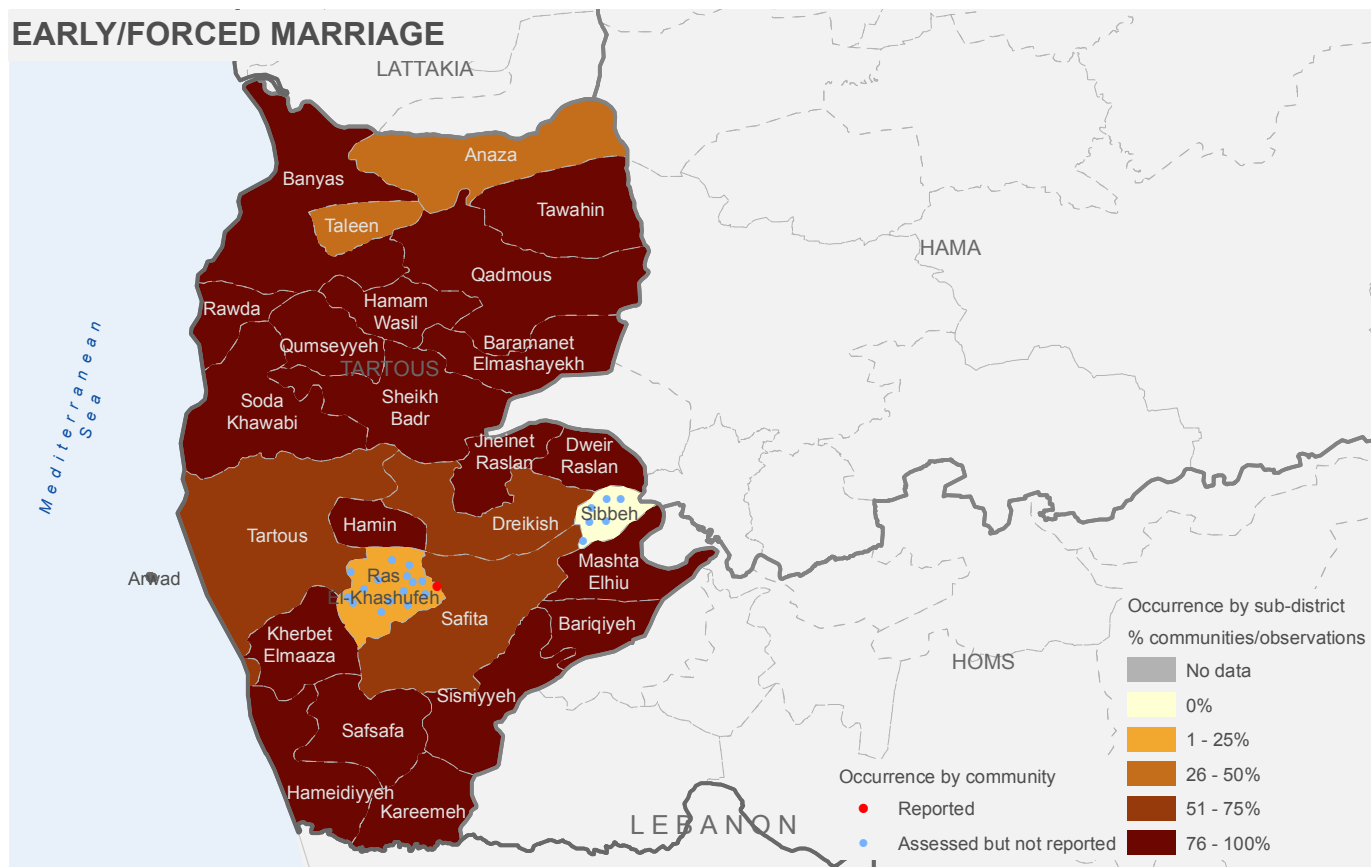 EARLY/FORCED MARRIAGE
LATTAKIA
Anaza
Banyas
Tawahin
Taleen
HAMA
Qadmous
Rawda
Hamam
Wasil
Qumseyyeh
Baramanet
Elmashayekh
TARTOUS
Mediterranean
Sea
Soda
Khawabi
Sheikh
Badr
Jneinet
Raslan
Dweir
Raslan
Sibbeh
Hamin
Dreikish
Tartous
Mashta
Elhiu
Arwad
Ras
El-Khashufeh
Safita
Bariqiyeh
Kherbet
Elmaaza
HOMS
Sisniyyeh
Safsafa
Hameidiyyeh
Kareemeh
LEBANON
Occurrence by community
Reported
Assessed but not reported
Occurrence by sub-district
% communities/observations
No data
0%
1 - 25%
26 - 50%
51 - 75%
76 - 100%